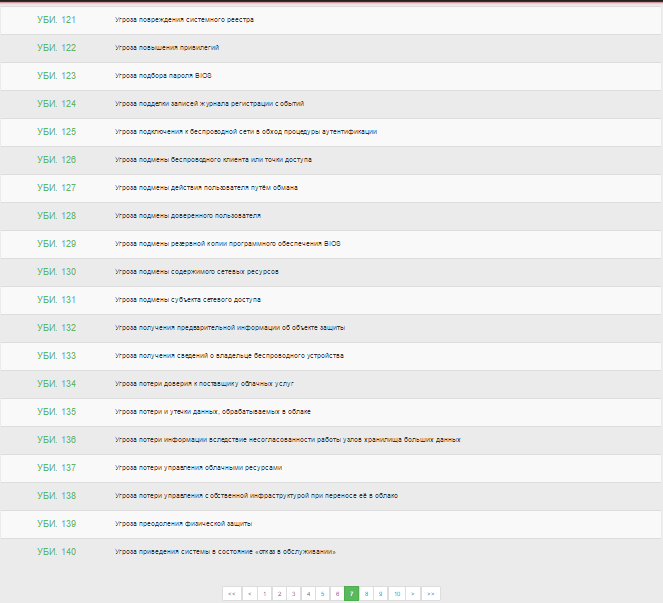 УБИ. 121 Угроза повреждения системного реестра
УБИ. 122 Угроза повышения привилегий
УБИ. 123 Угроза подбора пароля BIOS
УБИ. 124 Угроза подделки записей журнала регистрации событий
УБИ. 125 Угроза подключения к беспроводной сети в обход процедуры аутентификации
УБИ. 126 Угроза подмены беспроводного клиента или точки доступа
УБИ. 127 Угроза подмены действия пользователя путём обмана
УБИ. 128 Угроза подмены доверенного пользователя
УБИ. 129 Угроза подмены резервной копии программного обеспечения BIOS
УБИ. 130 Угроза подмены содержимого сетевых ресурсов
УБИ. 131 Угроза подмены субъекта сетевого доступа
УБИ. 132 Угроза получения предварительной информации об объекте защиты
УБИ. 133 Угроза получения сведений о владельце беспроводного устройства
УБИ. 134 Угроза потери доверия к поставщику облачных услуг
УБИ. 135 Угроза потери и утечки данных, обрабатываемых в облаке
УБИ. 136 Угроза потери информации вследствие несогласованности работы узлов хранилища больших данных
УБИ. 137 Угроза потери управления облачными ресурсами
УБИ. 138 Угроза потери управления собственной инфраструктурой при переносе её в облако
УБИ. 139 Угроза преодоления физической защиты
УБИ. 140 Угроза приведения системы в состояние «отказ в обслуживании»
<< < 1 2 3 4 5 6 7 8 9 10 > >>